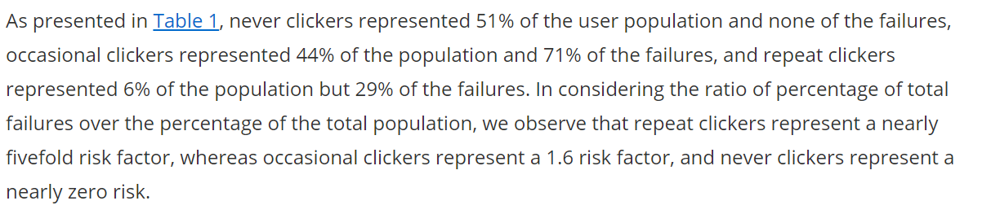 As presented in Table 1, never clickers represented 51% of the user population and none of the failures,
occasional clickers represented 44% of the population and 71% of the failures, and repeat clickers
represented 6% of the population but 29% of the failures. In considering the ratio of percentage of total
failures over the percentage of the total population, we observe that repeat clickers represent a nearly
fivefold risk factor, whereas occasional clickers represent a 1.6 risk factor, and never clickers represent a
nearly zero risk.